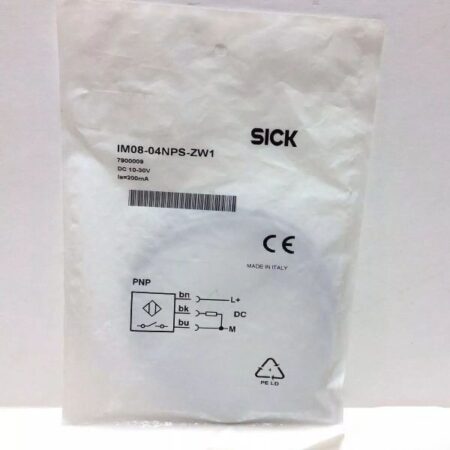 SICK
IM08-04NPS-ZW1
7900009
DC 10-30V
Ia=200mA
CE
MADE IN ITALY
PNP
bn
L+
bk
DC
bu
M
4
PE LD